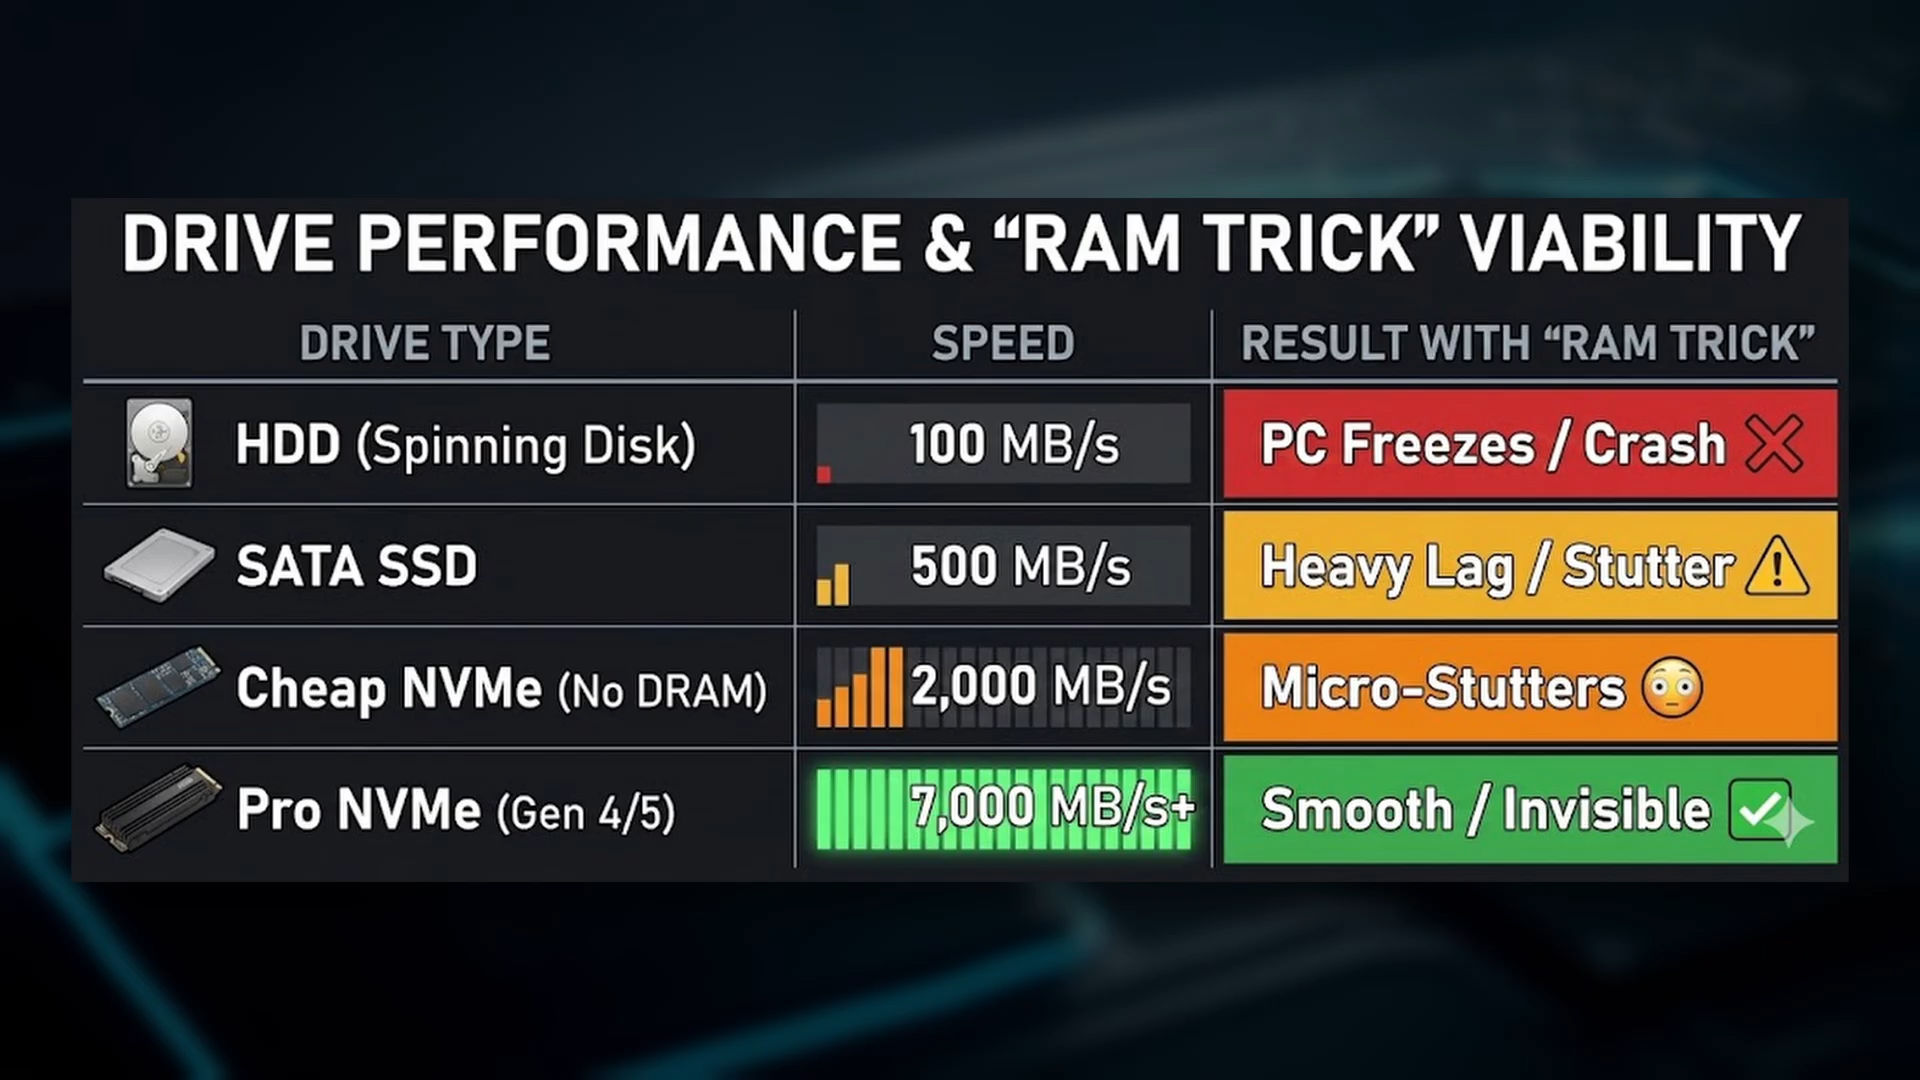 DRIVE PERFORMANCE & “RAM TRICK” VIABILITY
DRIVE TYPE SPEED RESULT WITH “RAM TRICK”
HDD (Spinning Disk) 100 MB/s PC Freezes / Crash
SATA SSD 500 MB/s Heavy Lag / Stutter
Cheap NVMe (No DRAM) 2,000 MB/s Micro-Stutters
Pro NVMe (Gen 4/5) 7,000 MB/s+ Smooth / Invisible